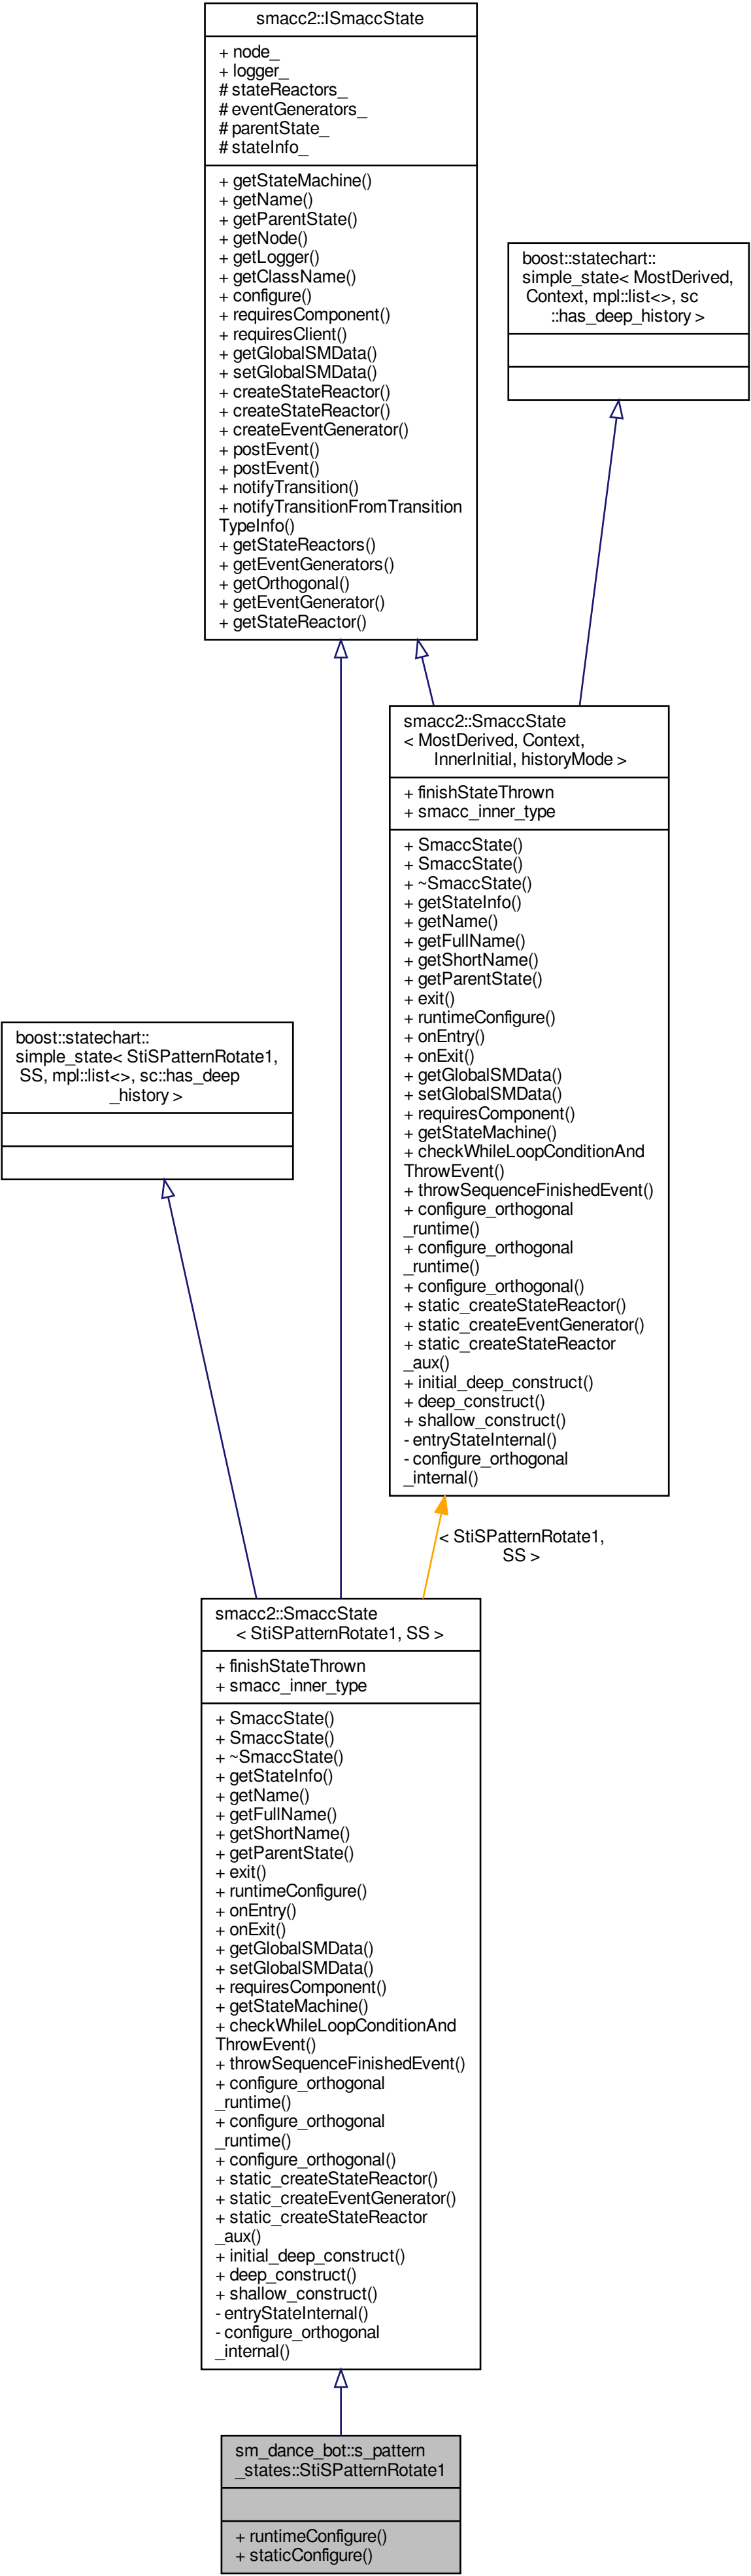 smacc2::ISmaccState
+ node_
+ logger_
# stateReactors_
# eventGenerators_
# parentState_
# stateInfo_
+ getStateMachine()
+ getName()
+ getParentState()
+ getNode()
+ getLogger()
+ getClassName()
+ configure()
+ requiresComponent()
+ requiresClient()
+ getGlobalSMData()
+ setGlobalSMData()
+ createStateReactor()
+ createStateReactor()
+ createEventGenerator()
+ postEvent()
+ postEvent()
+ notifyTransition()
+ notifyTransitionFromTransition
TypeInfo()
+ getStateReactors()
+ getEventGenerators()
+ getOrthogonal()
+ getEventGenerator()
+ getStateReactor()
boost::statechart::
simple_state< MostDerived,
Context, mpl::list<>, sc
::has_deep_history >
smacc2::SmaccState
< MostDerived, Context,
InnerInitial, historyMode >
+ finishStateThrown
+ smacc_inner_type
+ SmaccState()
+ SmaccState()
+ ~SmaccState()
+ getStateInfo()
+ getName()
+ getFullName()
+ getShortName()
+ getParentState()
+ exit()
+ runtimeConfigure()
+ onEntry()
+ onExit()
+ getGlobalSMData()
+ setGlobalSMData()
+ requiresComponent()
+ getStateMachine()
+ checkWhileLoopConditionAnd
ThrowEvent()
+ throwSequenceFinishedEvent()
+ configure_orthogonal
_runtime()
+ configure_orthogonal
_runtime()
+ configure_orthogonal()
+ static_createStateReactor()
+ static_createEventGenerator()
+ static_createStateReactor
_aux()
+ initial_deep_construct()
+ deep_construct()
+ shallow_construct()
- entryStateInternal()
- configure_orthogonal
_internal()
boost::statechart::
simple_state< StiSPatternRotate1,
SS, mpl::list<>, sc::has_deep
_history >
< StiSPatternRotate1,
SS >
smacc2::SmaccState
< StiSPatternRotate1, SS >
+ finishStateThrown
+ smacc_inner_type
+ SmaccState()
+ SmaccState()
+ ~SmaccState()
+ getStateInfo()
+ getName()
+ getFullName()
+ getShortName()
+ getParentState()
+ exit()
+ runtimeConfigure()
+ onEntry()
+ onExit()
+ getGlobalSMData()
+ setGlobalSMData()
+ requiresComponent()
+ getStateMachine()
+ checkWhileLoopConditionAnd
ThrowEvent()
+ throwSequenceFinishedEvent()
+ configure_orthogonal
_runtime()
+ configure_orthogonal
_runtime()
+ configure_orthogonal()
+ static_createStateReactor()
+ static_createEventGenerator()
+ static_createStateReactor
_aux()
+ initial_deep_construct()
+ deep_construct()
+ shallow_construct()
- entryStateInternal()
- configure_orthogonal
_internal()
sm_dance_bot::s_pattern
_states::StiSPatternRotate1
+ runtimeConfigure()
+ staticConfigure()